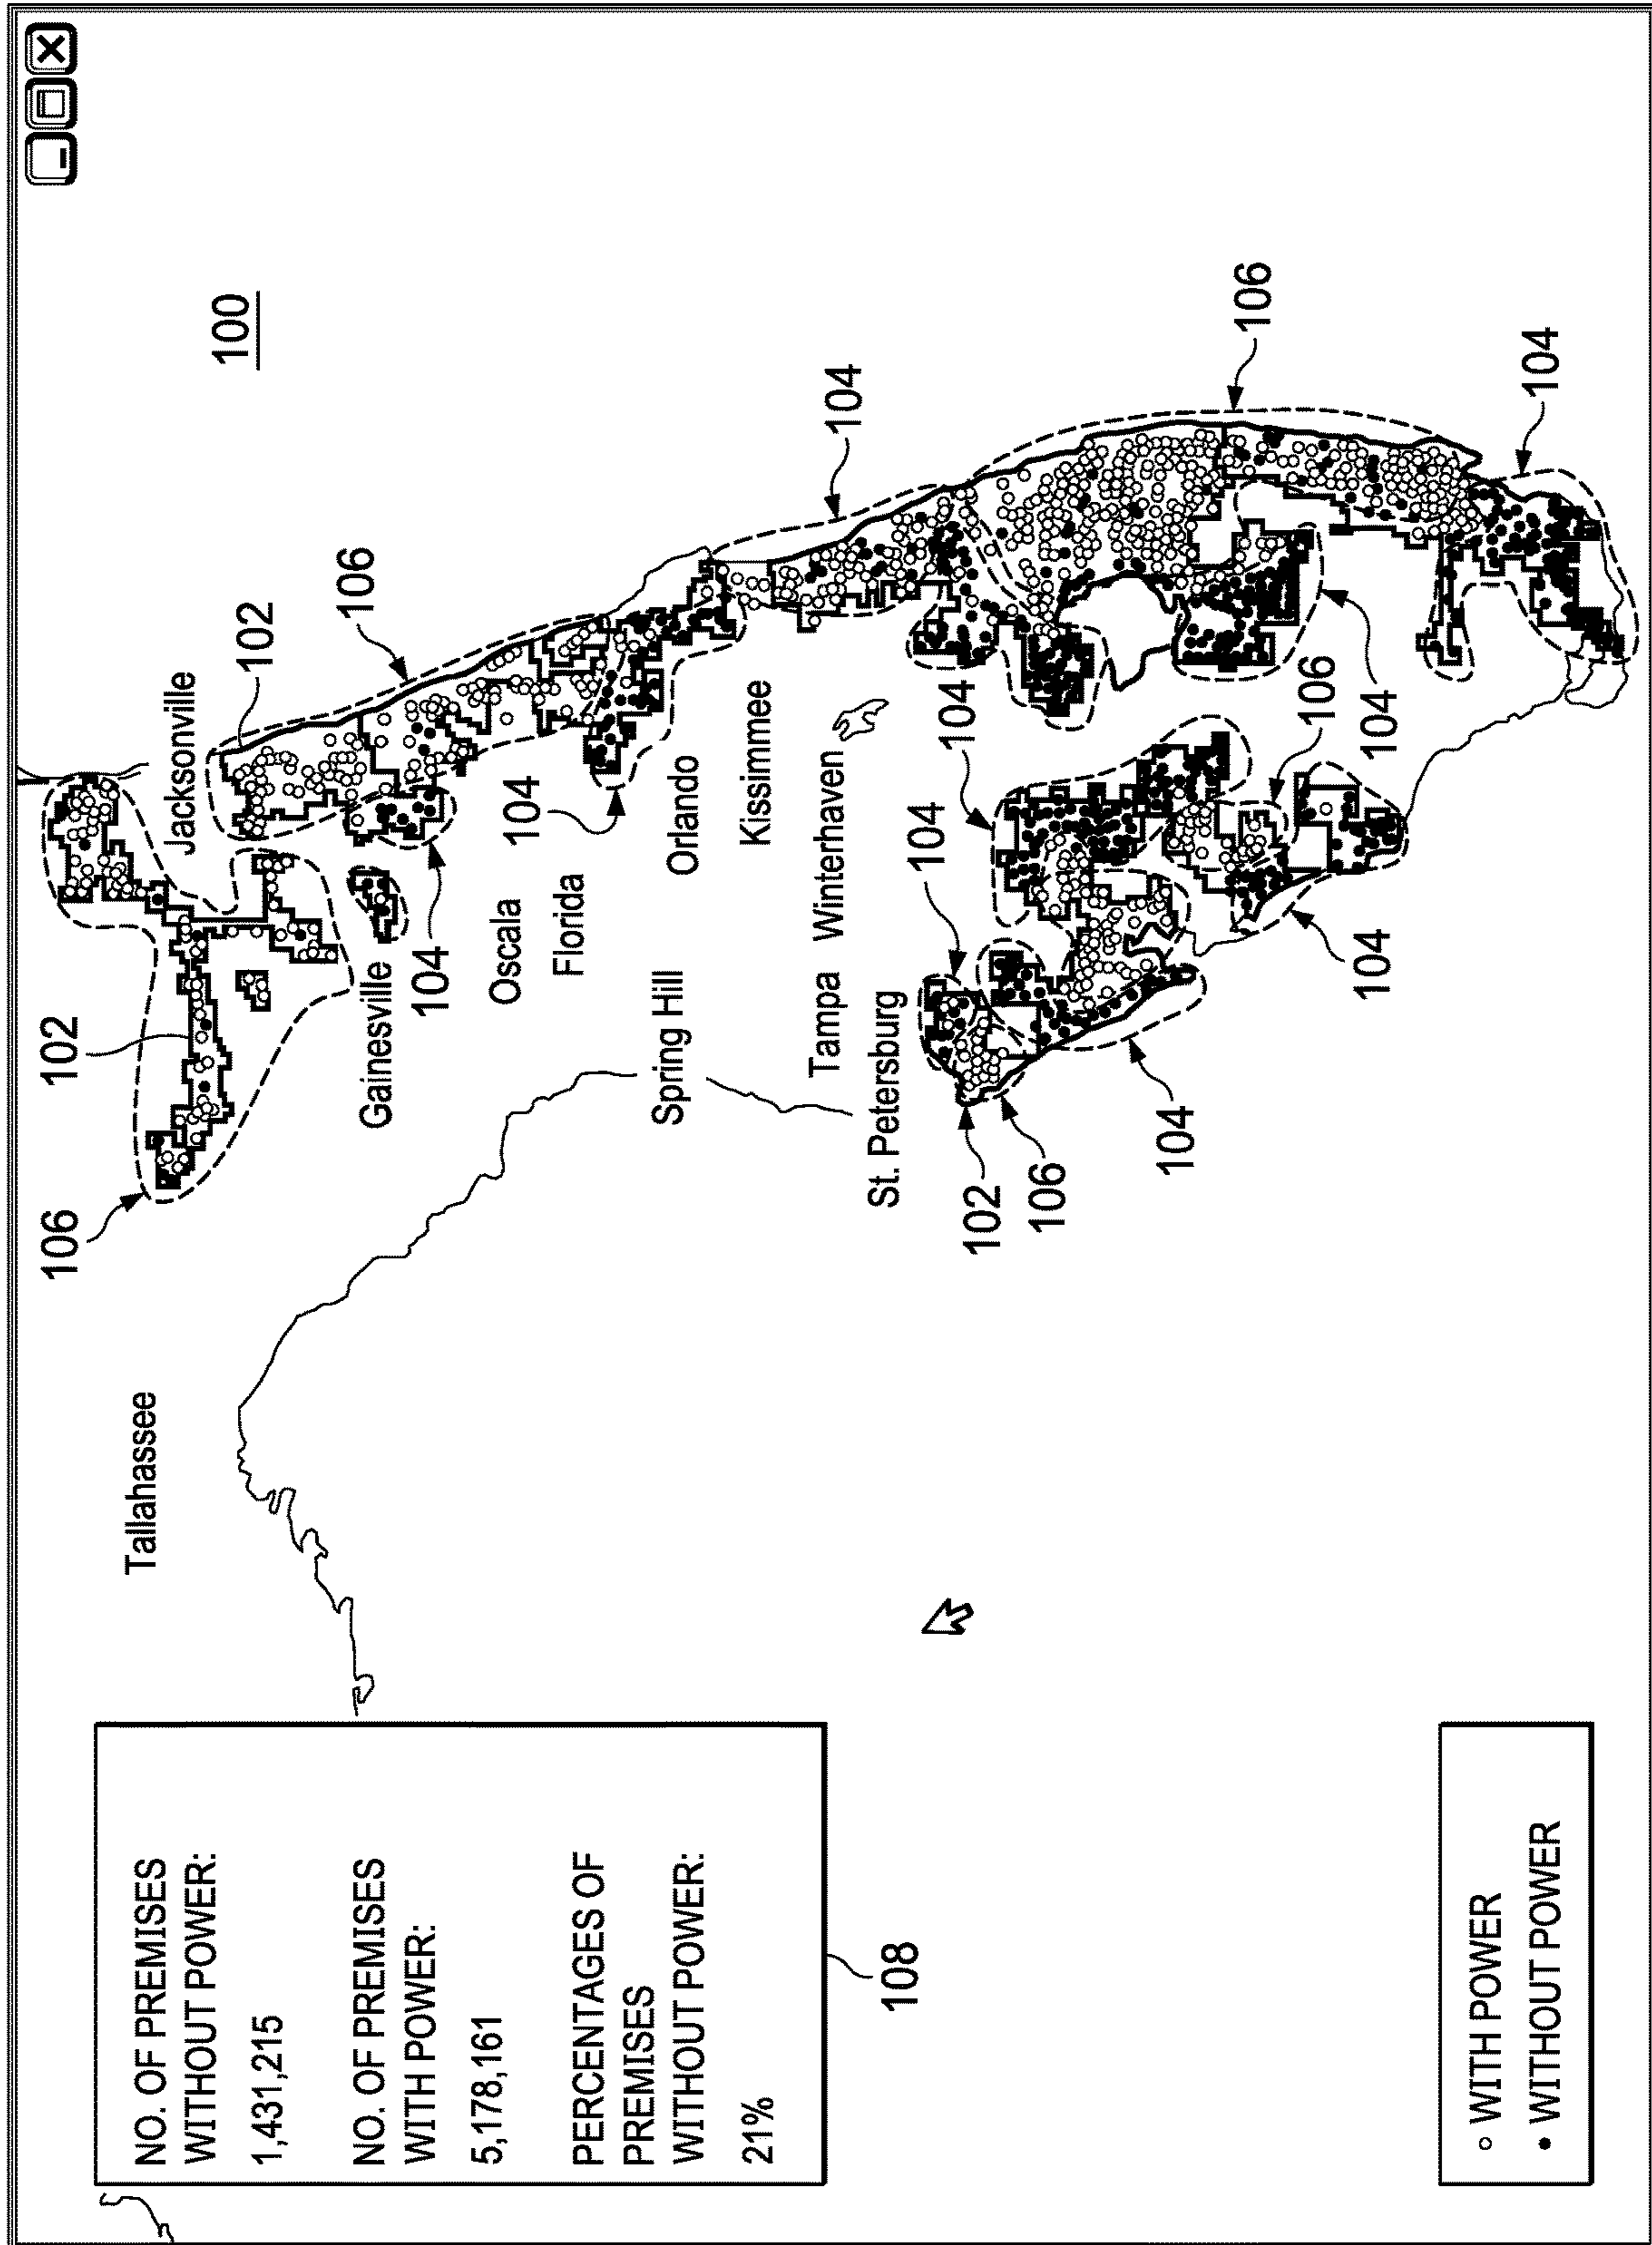 NO. OF PREMISES
WITHOUT POWER:
1,431,215
NO. OF PREMISES
WITH POWER:
5,178,161
PERCENTAGES OF
PREMISES
WITHOUT POWER:
21%
108
106
102
Tallahassee
Jacksonville
100
102
106
Gainesville
104
Oscala
104
Florida
Spring Hill
Orlando
Kissimmee
Tampa Winterhaven
104
St. Petersburg
104
104
102
106
104
106
106
104
104
104
WITH POWER
WITHOUT POWER